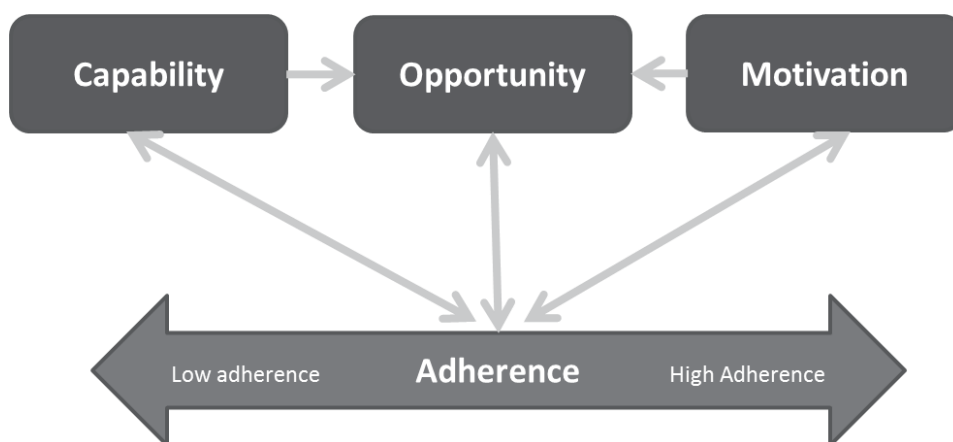 Capability
Opportunity
Motivation
Low adherence
Adherence
High Adherence